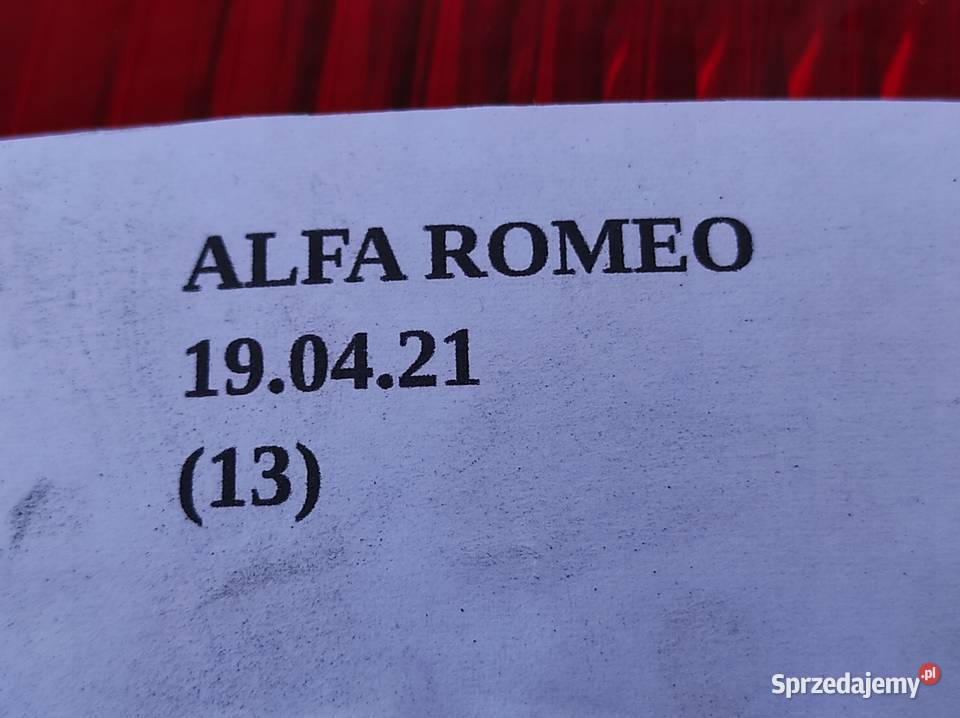 ALFA ROMEO
19.04.21
(13)
Sprzedajemy.pl